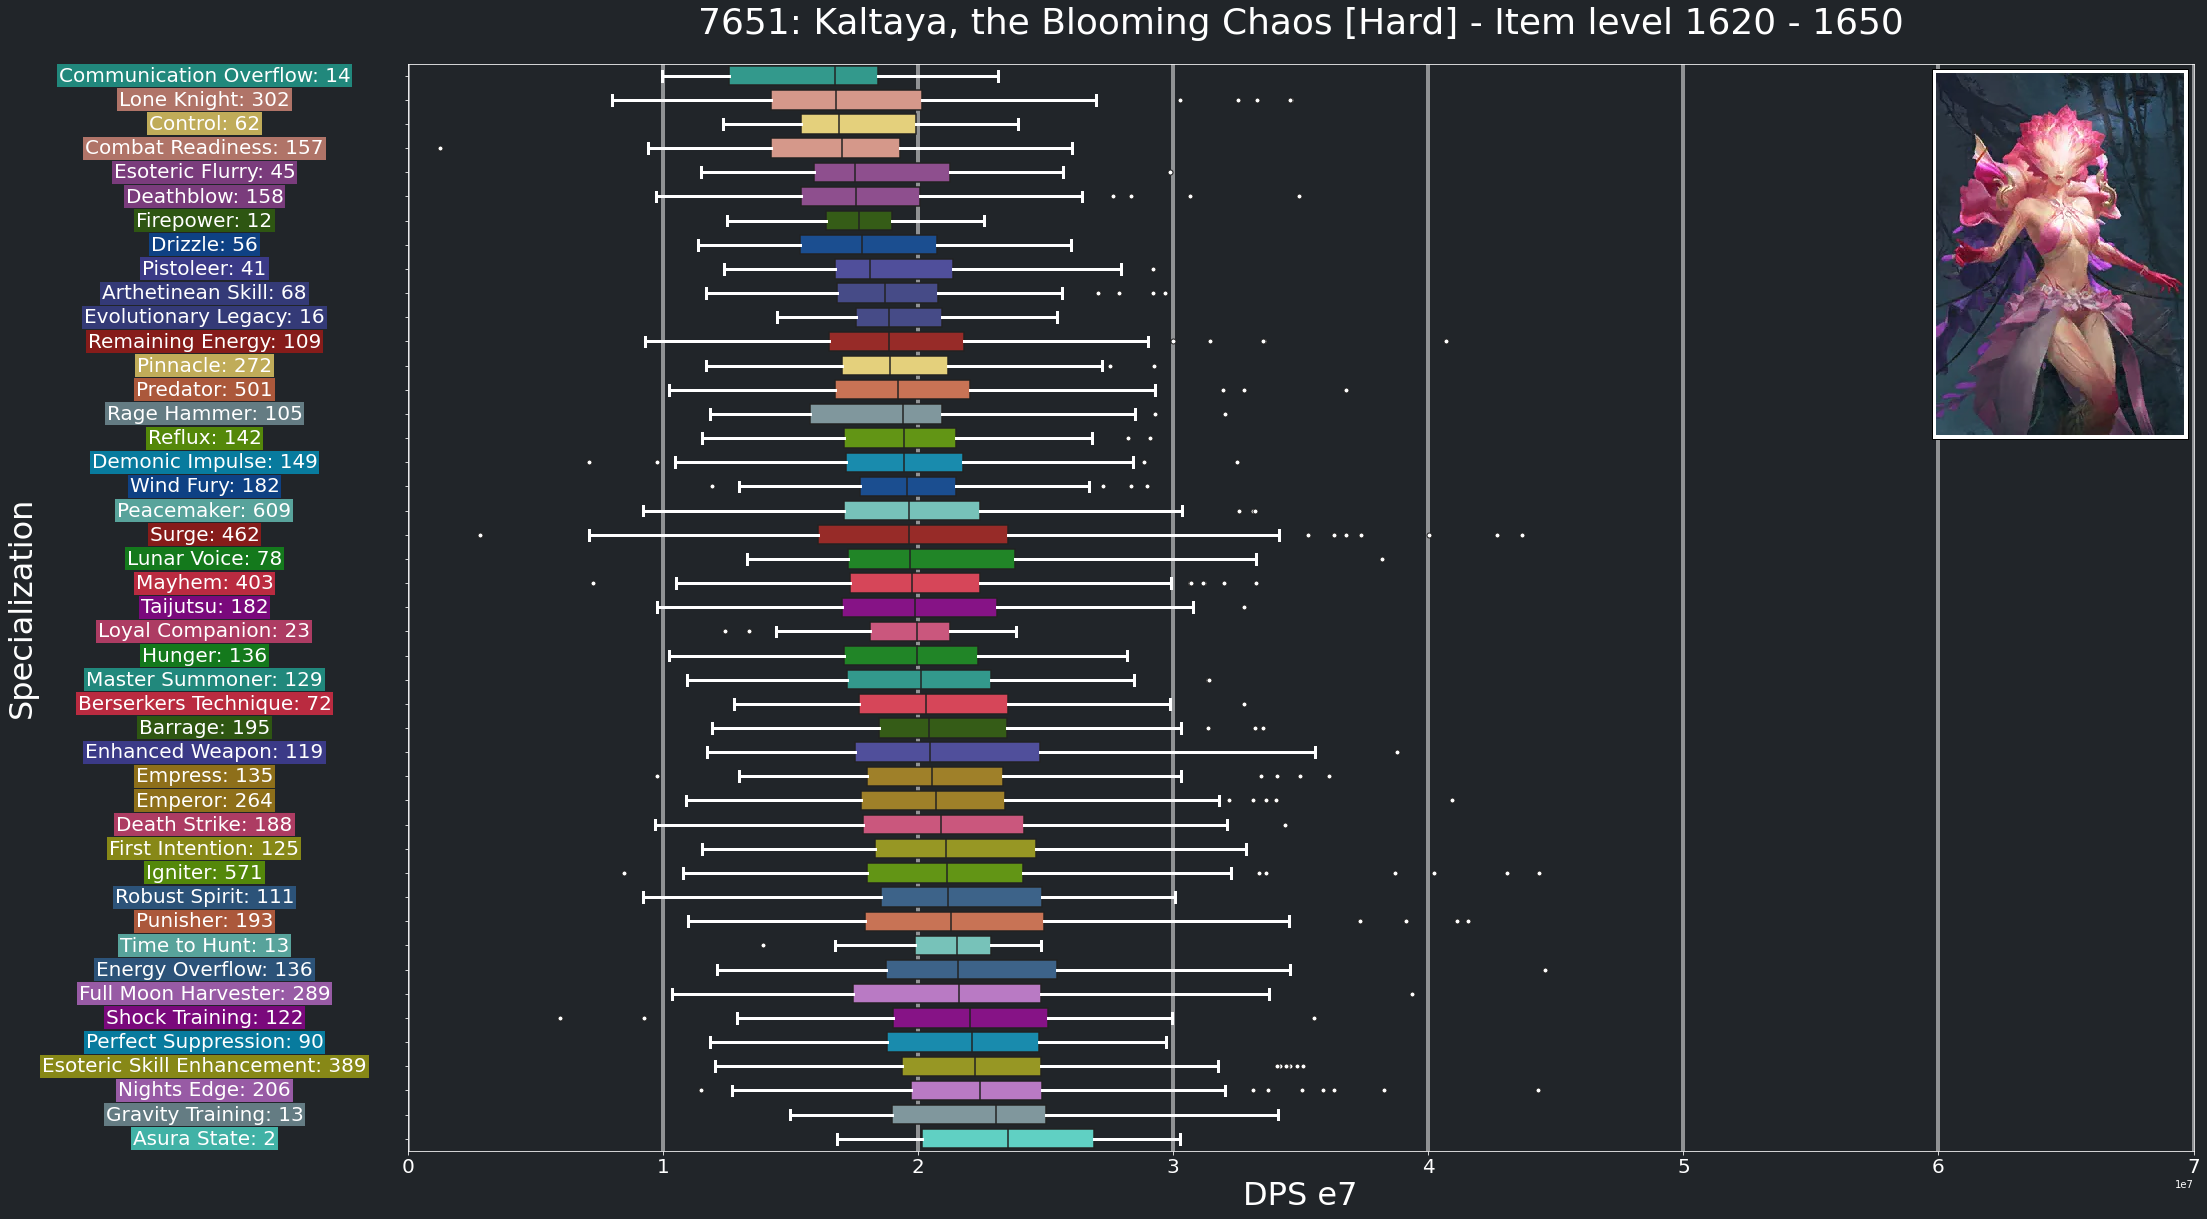 7651: Kaltaya, the Blooming Chaos [Hard] - Item level 1620 - 1650
Communication Overflow: 14
Lone Knight: 302
Control: 62
Combat Readiness: 157
Esoteric Flurry: 45
Deathblow: 158
Firepower: 12
Drizzle: 56
Pistoleer: 41
Arthetinean Skill: 68
Evolutionary Legacy: 16
Remaining Energy: 109
Pinnacle: 272
Predator: 501
Rage Hammer: 105
Reflux: 142
Demonic Impulse: 149
Wind Fury: 182
Peacemaker: 609
Surge: 462
Lunar Voice: 78
Mayhem: 403
Taijutsu: 182
Loyal Companion: 23
Hunger: 136
Master Summoner: 129
Berserkers Technique: 72
Barrage: 195
Enhanced Weapon: 119
Empress: 135
Emperor: 264
Death Strike: 188
First Intention: 125
Igniter: 571
Robust Spirit: 111
Punisher: 193
Time to Hunt: 13
Energy Overflow: 136
Full Moon Harvester: 289
Shock Training: 122
Perfect Suppression: 90
Esoteric Skill Enhancement: 389
Nights Edge: 206
Gravity Training: 13
Asura State: 2
Specialization
0 1 2 3 4 5 6 7
1e7
DPS e7